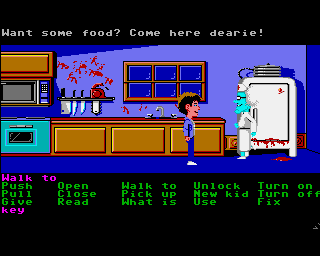 Want some food? Come here dearie!
Walk to
Push Open Walk to Unlock Turn on
Pull Close Pick up New kid Turn off
Give Read What is Use Fix
key